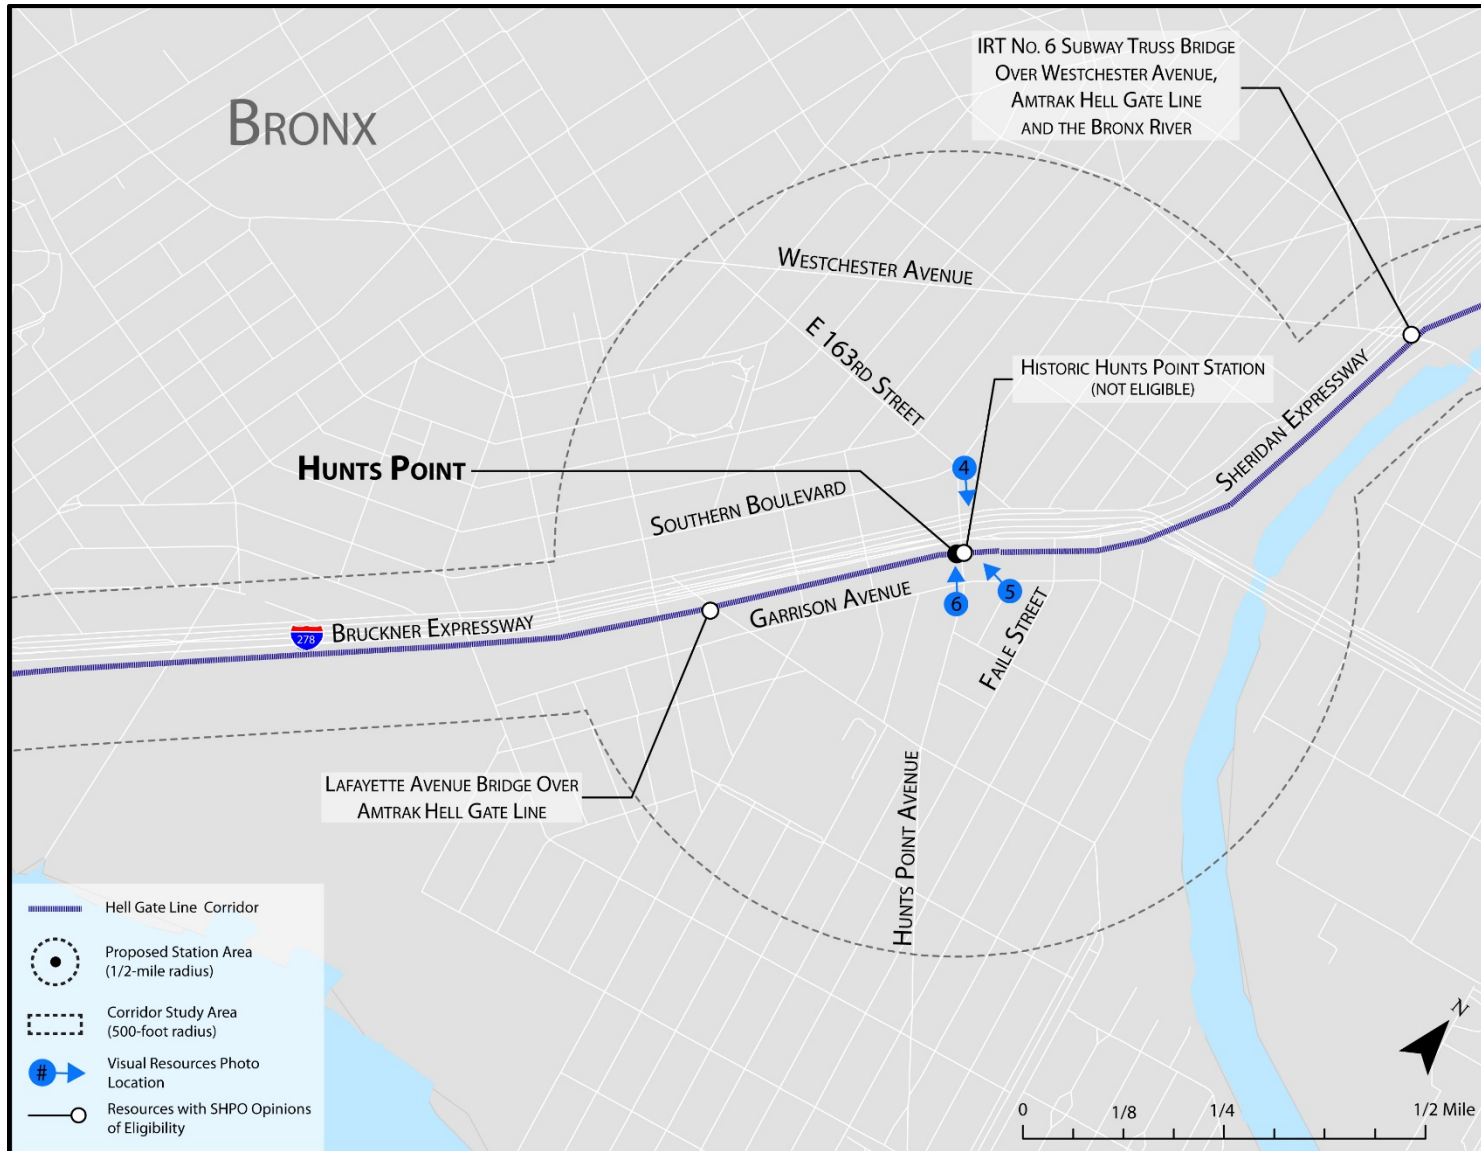 IRT No. 6 Subway Truss Bridge
Over Westchester Avenue,
Amtrak Hell Gate Line
and the Bronx River
Bronx
Westchester Avenue
E 163rd Street
Historic Hunts Point Station
(not eligible)
Sheridan Expressway
4
Hunts Point
Southern Boulevard
5
6
Garrison Avenue
Faile Street
278
Bruckner Expressway
Hunts Point Avenue
Lafayette Avenue Bridge Over
Amtrak Hell Gate Line
Hell Gate Line Corridor
Proposed Station Area
(1/2-mile radius)
Corridor Study Area
(500-foot radius)
#
Visual Resources Photo
Location
Resources with SHPO Opinions
of Eligibility
N
0 1/8 1/4 1/2 Mile